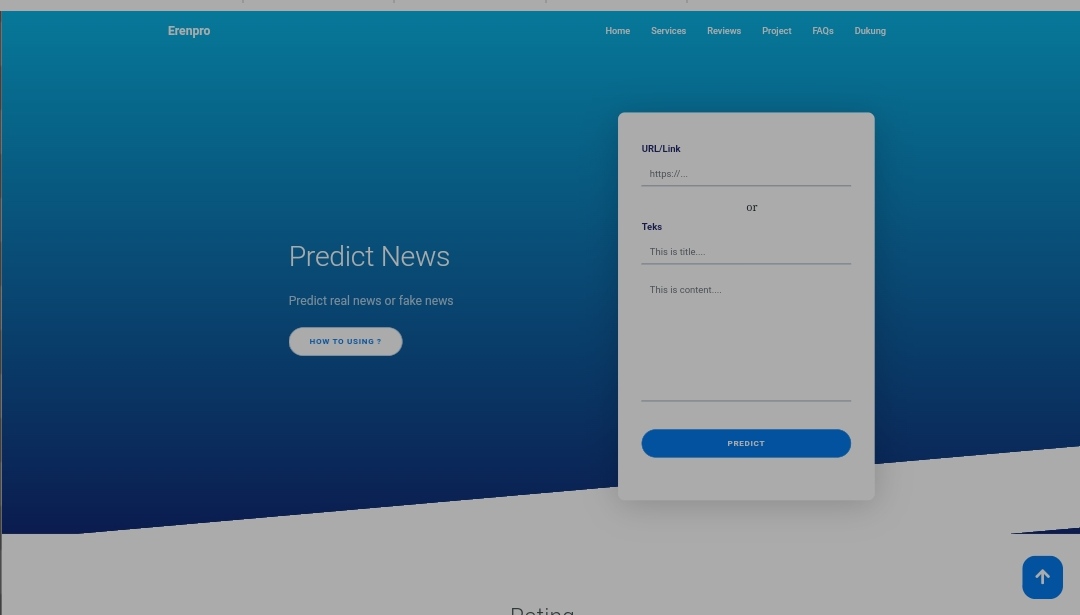 Erenpro
Home Services Reviews Project FAQs Dukung
Predict News
Predict real news or fake news
HOW TO USING ?
URL/Link
https://...
or
Teks
This is title....
This is content....
PREDICT